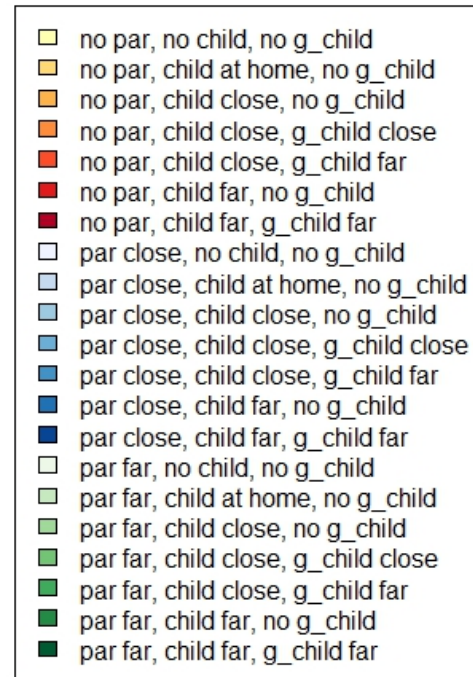 no par, no child, no g_child
no par, child at home, no g_child
no par, child close, no g_child
no par, child close, g_child close
no par, child close, g_child far
no par, child far, no g_child
no par, child far, g_child far
par close, no child, no g_child
par close, child at home, no g_child
par close, child close, no g_child
par close, child close, g_child close
par close, child close, g_child far
par close, child far, no g_child
par close, child far, g_child far
par far, no child, no g_child
par far, child at home, no g_child
par far, child close, no g_child
par far, child close, g_child close
par far, child close, g_child far
par far, child far, no g_child
par far, child far, g_child far